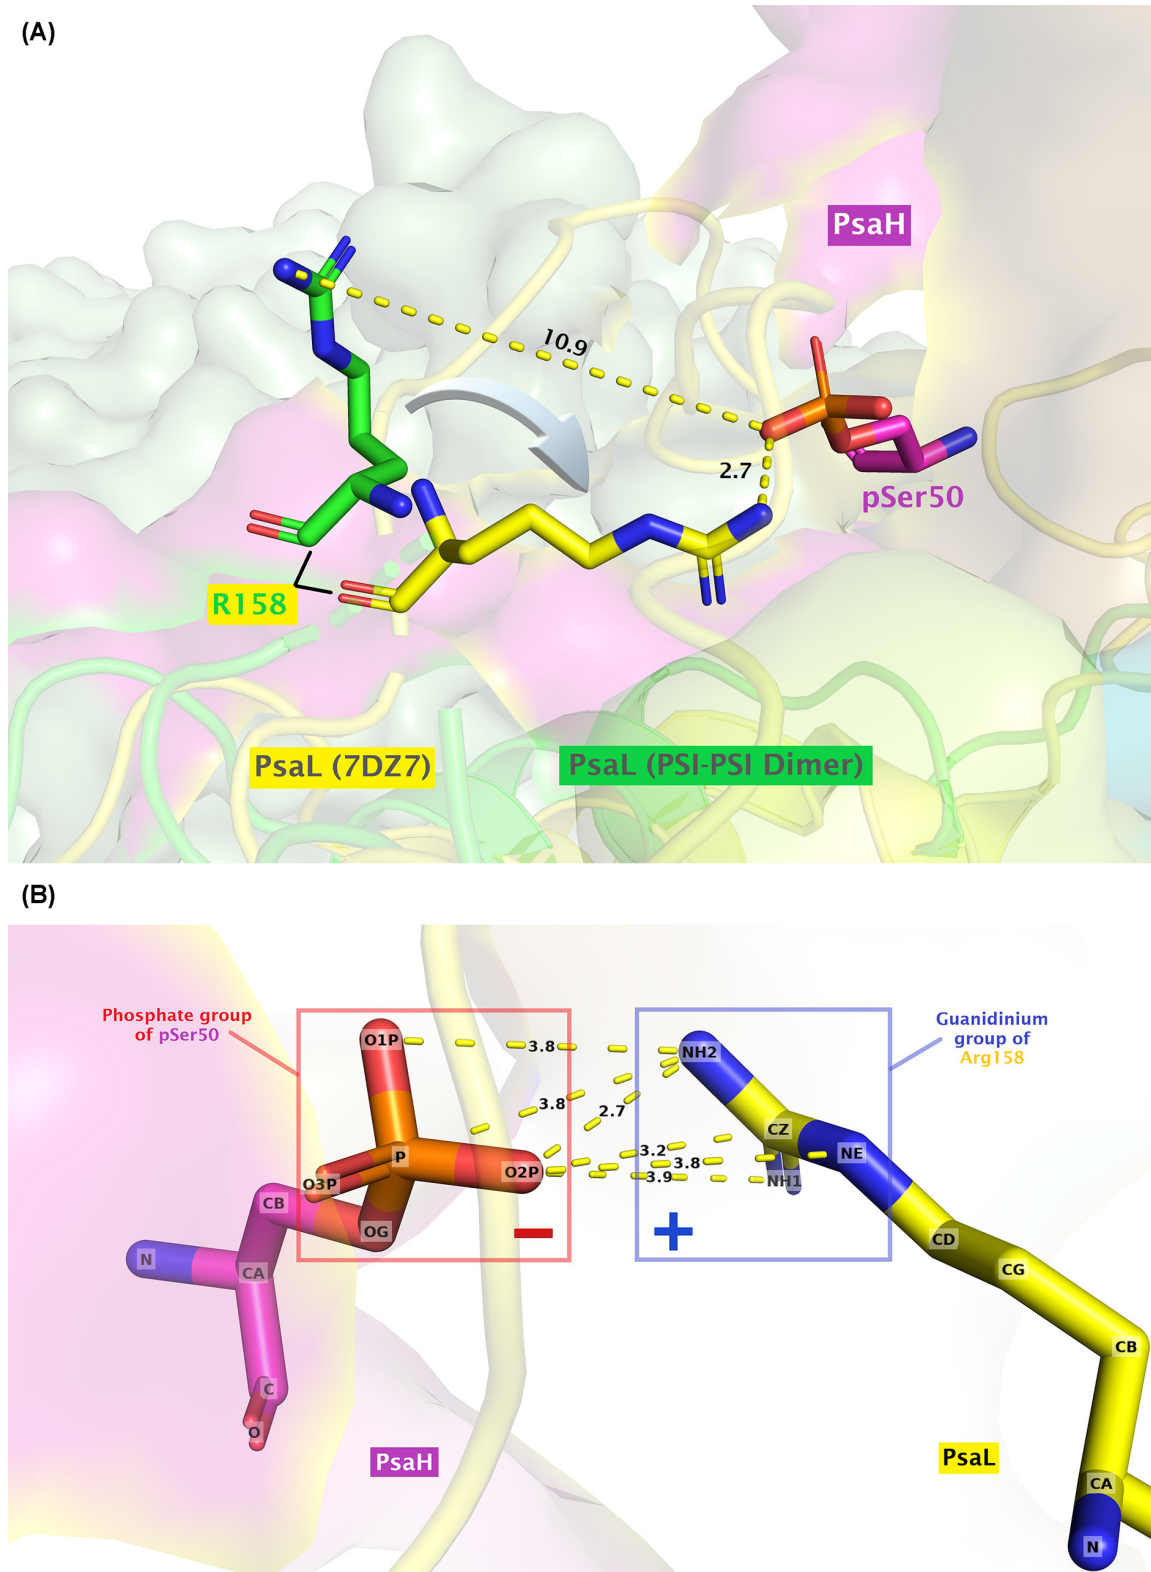 (A)
PsaH
10.9
2.7
pSer50
R158
PsaL (7DZ7)
PsaL (PSI-PSI Dimer)
(B)
Phosphate group
of pSer50
Guanidinium
group of
Arg158
O1P
3.8
NH2
3.8
2.7
CZ
P
O2P
3.2
3.8
3.9
NE
NH1
O3P
CB
OG
−
+
N
CA
CD
CG
CB
C
O
PsaH
PsaL
CA
N